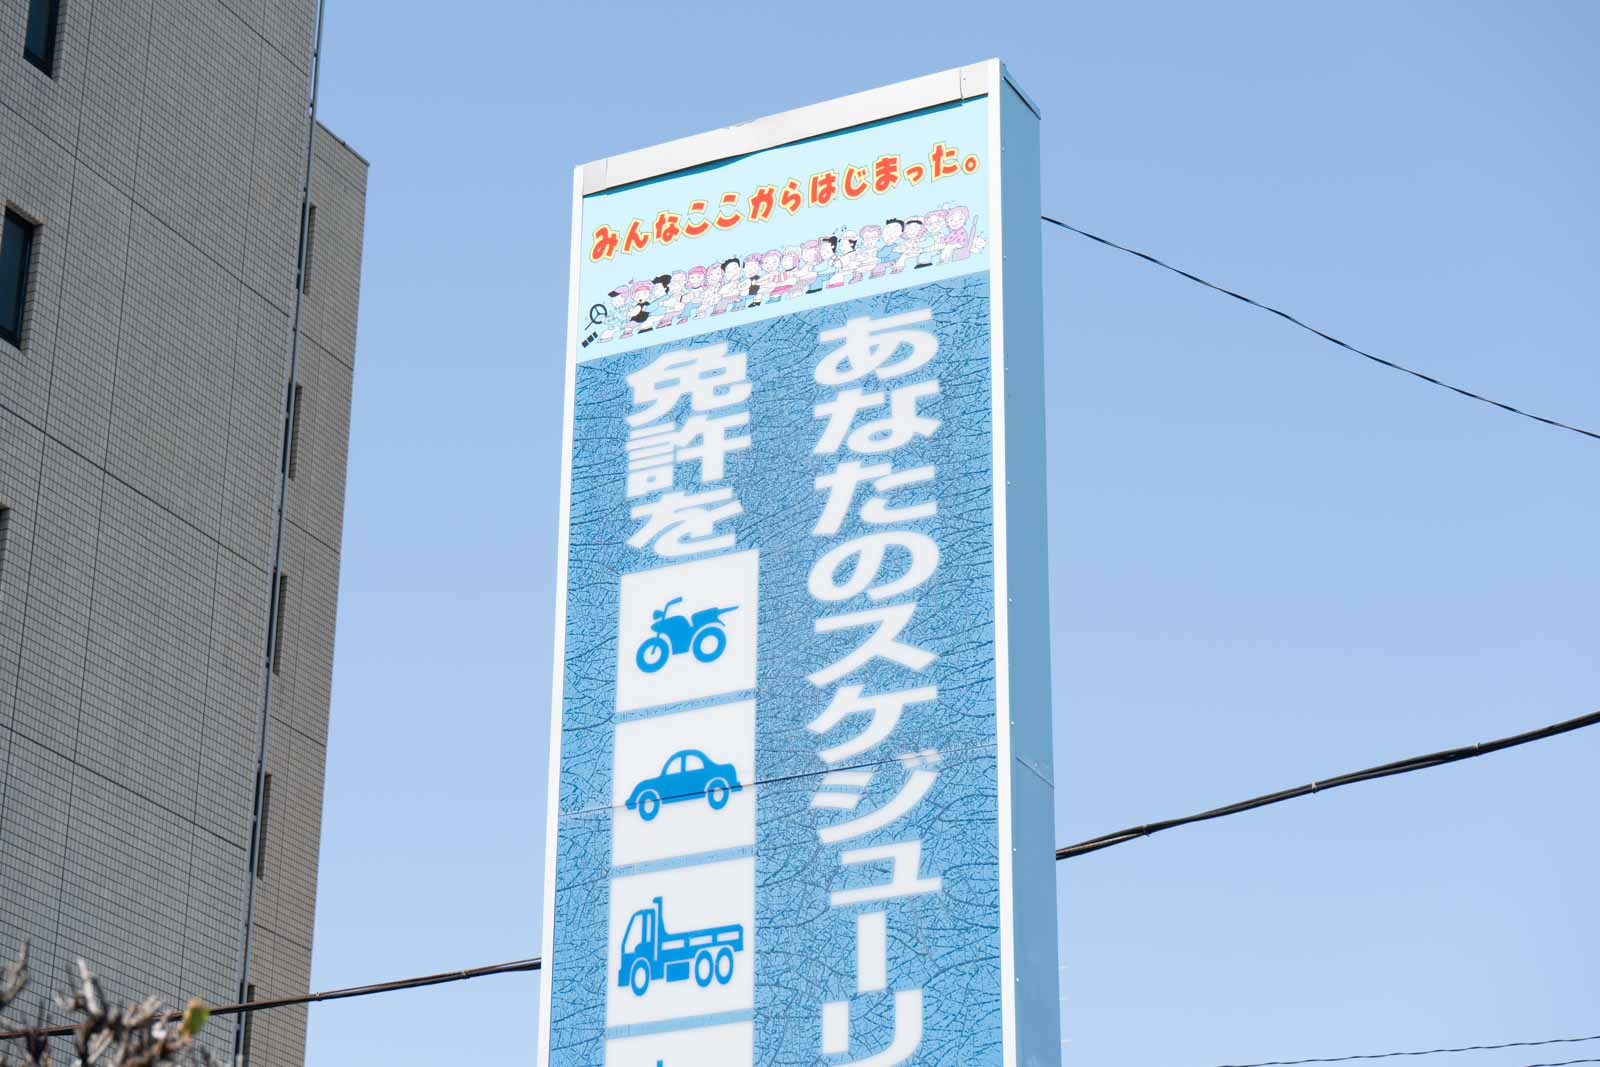 みんなここからはじまった。
あなたのスケジューリ
免許を